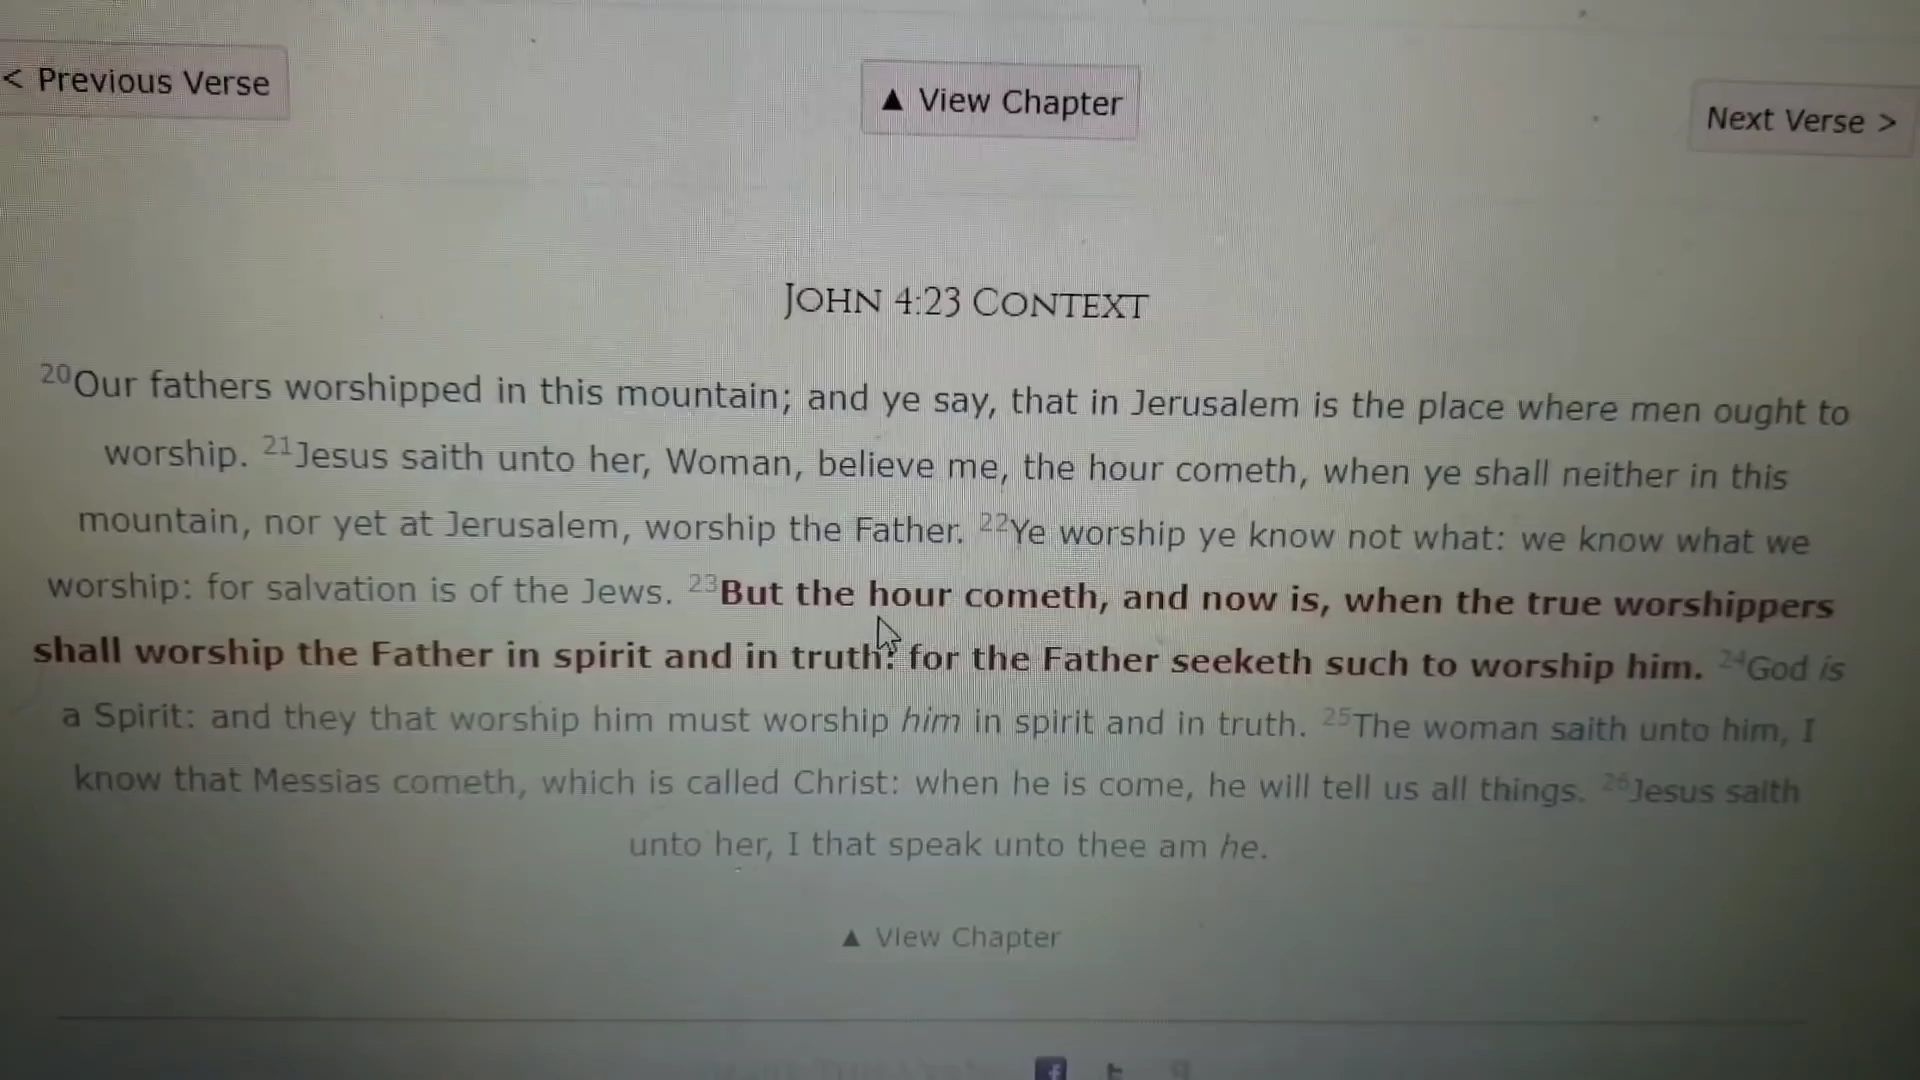 < Previous Verse
▲ View Chapter
Next Verse >
JOHN 4:23 CONTEXT
20Our fathers worshipped in this mountain; and ye say, that in Jerusalem is the place where men ought to
worship. 21Jesus saith unto her, Woman, believe me, the hour cometh, when ye shall neither in this
mountain, nor yet at Jerusalem, worship the Father. 22Ye worship ye know not what: we know what we
worship: for salvation is of the Jews. 23But the hour cometh, and now is, when the true worshippers
shall worship the Father in spirit and in truth: for the Father seeketh such to worship him. 24God is
a Spirit: and they that worship him must worship him in spirit and in truth. 25The woman saith unto him, I
know that Messias cometh, which is called Christ: when he is come, he will tell us all things. 26Jesus saith
unto her, I that speak unto thee am he.
▲ View Chapter